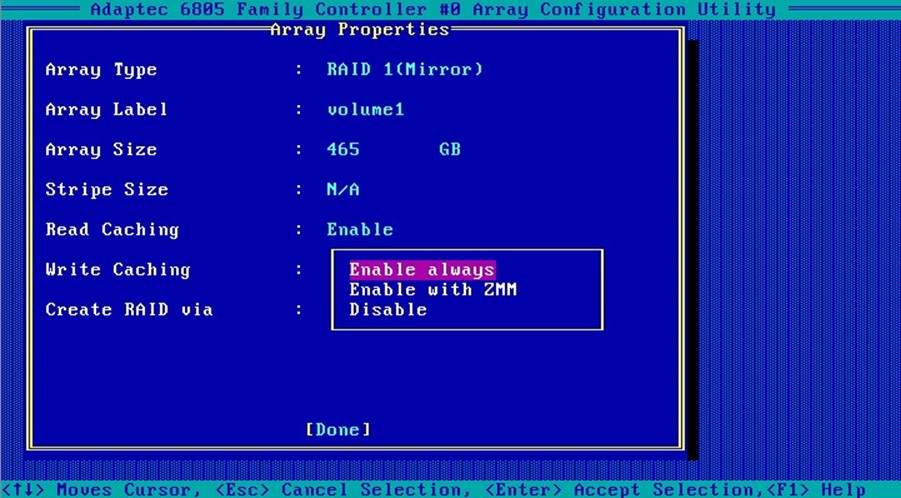 Adaptec 6805 Family Controller #0 Array Configuration Utility
Array Properties
Array Type : RAID 1(Mirror)
Array Label : volume1
Array Size : 465 GB
Stripe Size : N/A
Read Caching : Enable
Write Caching : Enable always
Enable with ZMM
Create RAID via : Disable
[Done]
<↑↓> Moves Cursor, <Esc> Cancel Selection, <Enter> Accept Selection,<F1> Help